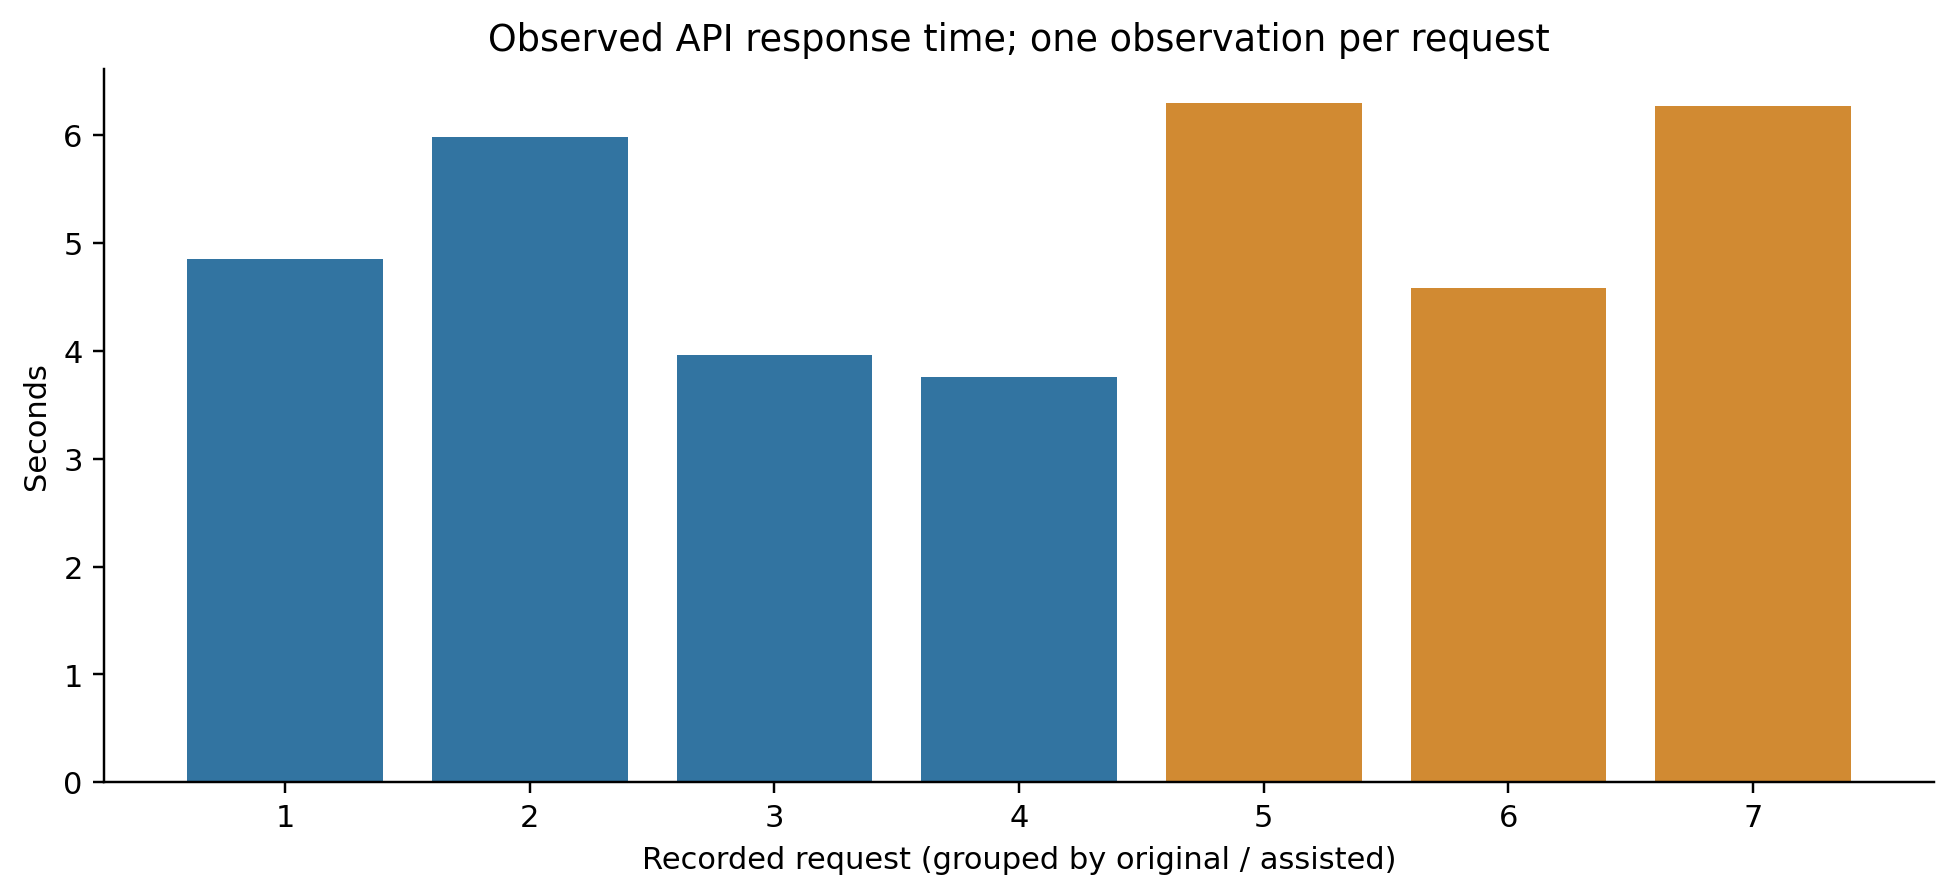 Observed API response time; one observation per request
Seconds
6
5
4
3
2
1
0
1 2 3 4 5 6 7
Recorded request (grouped by original / assisted)